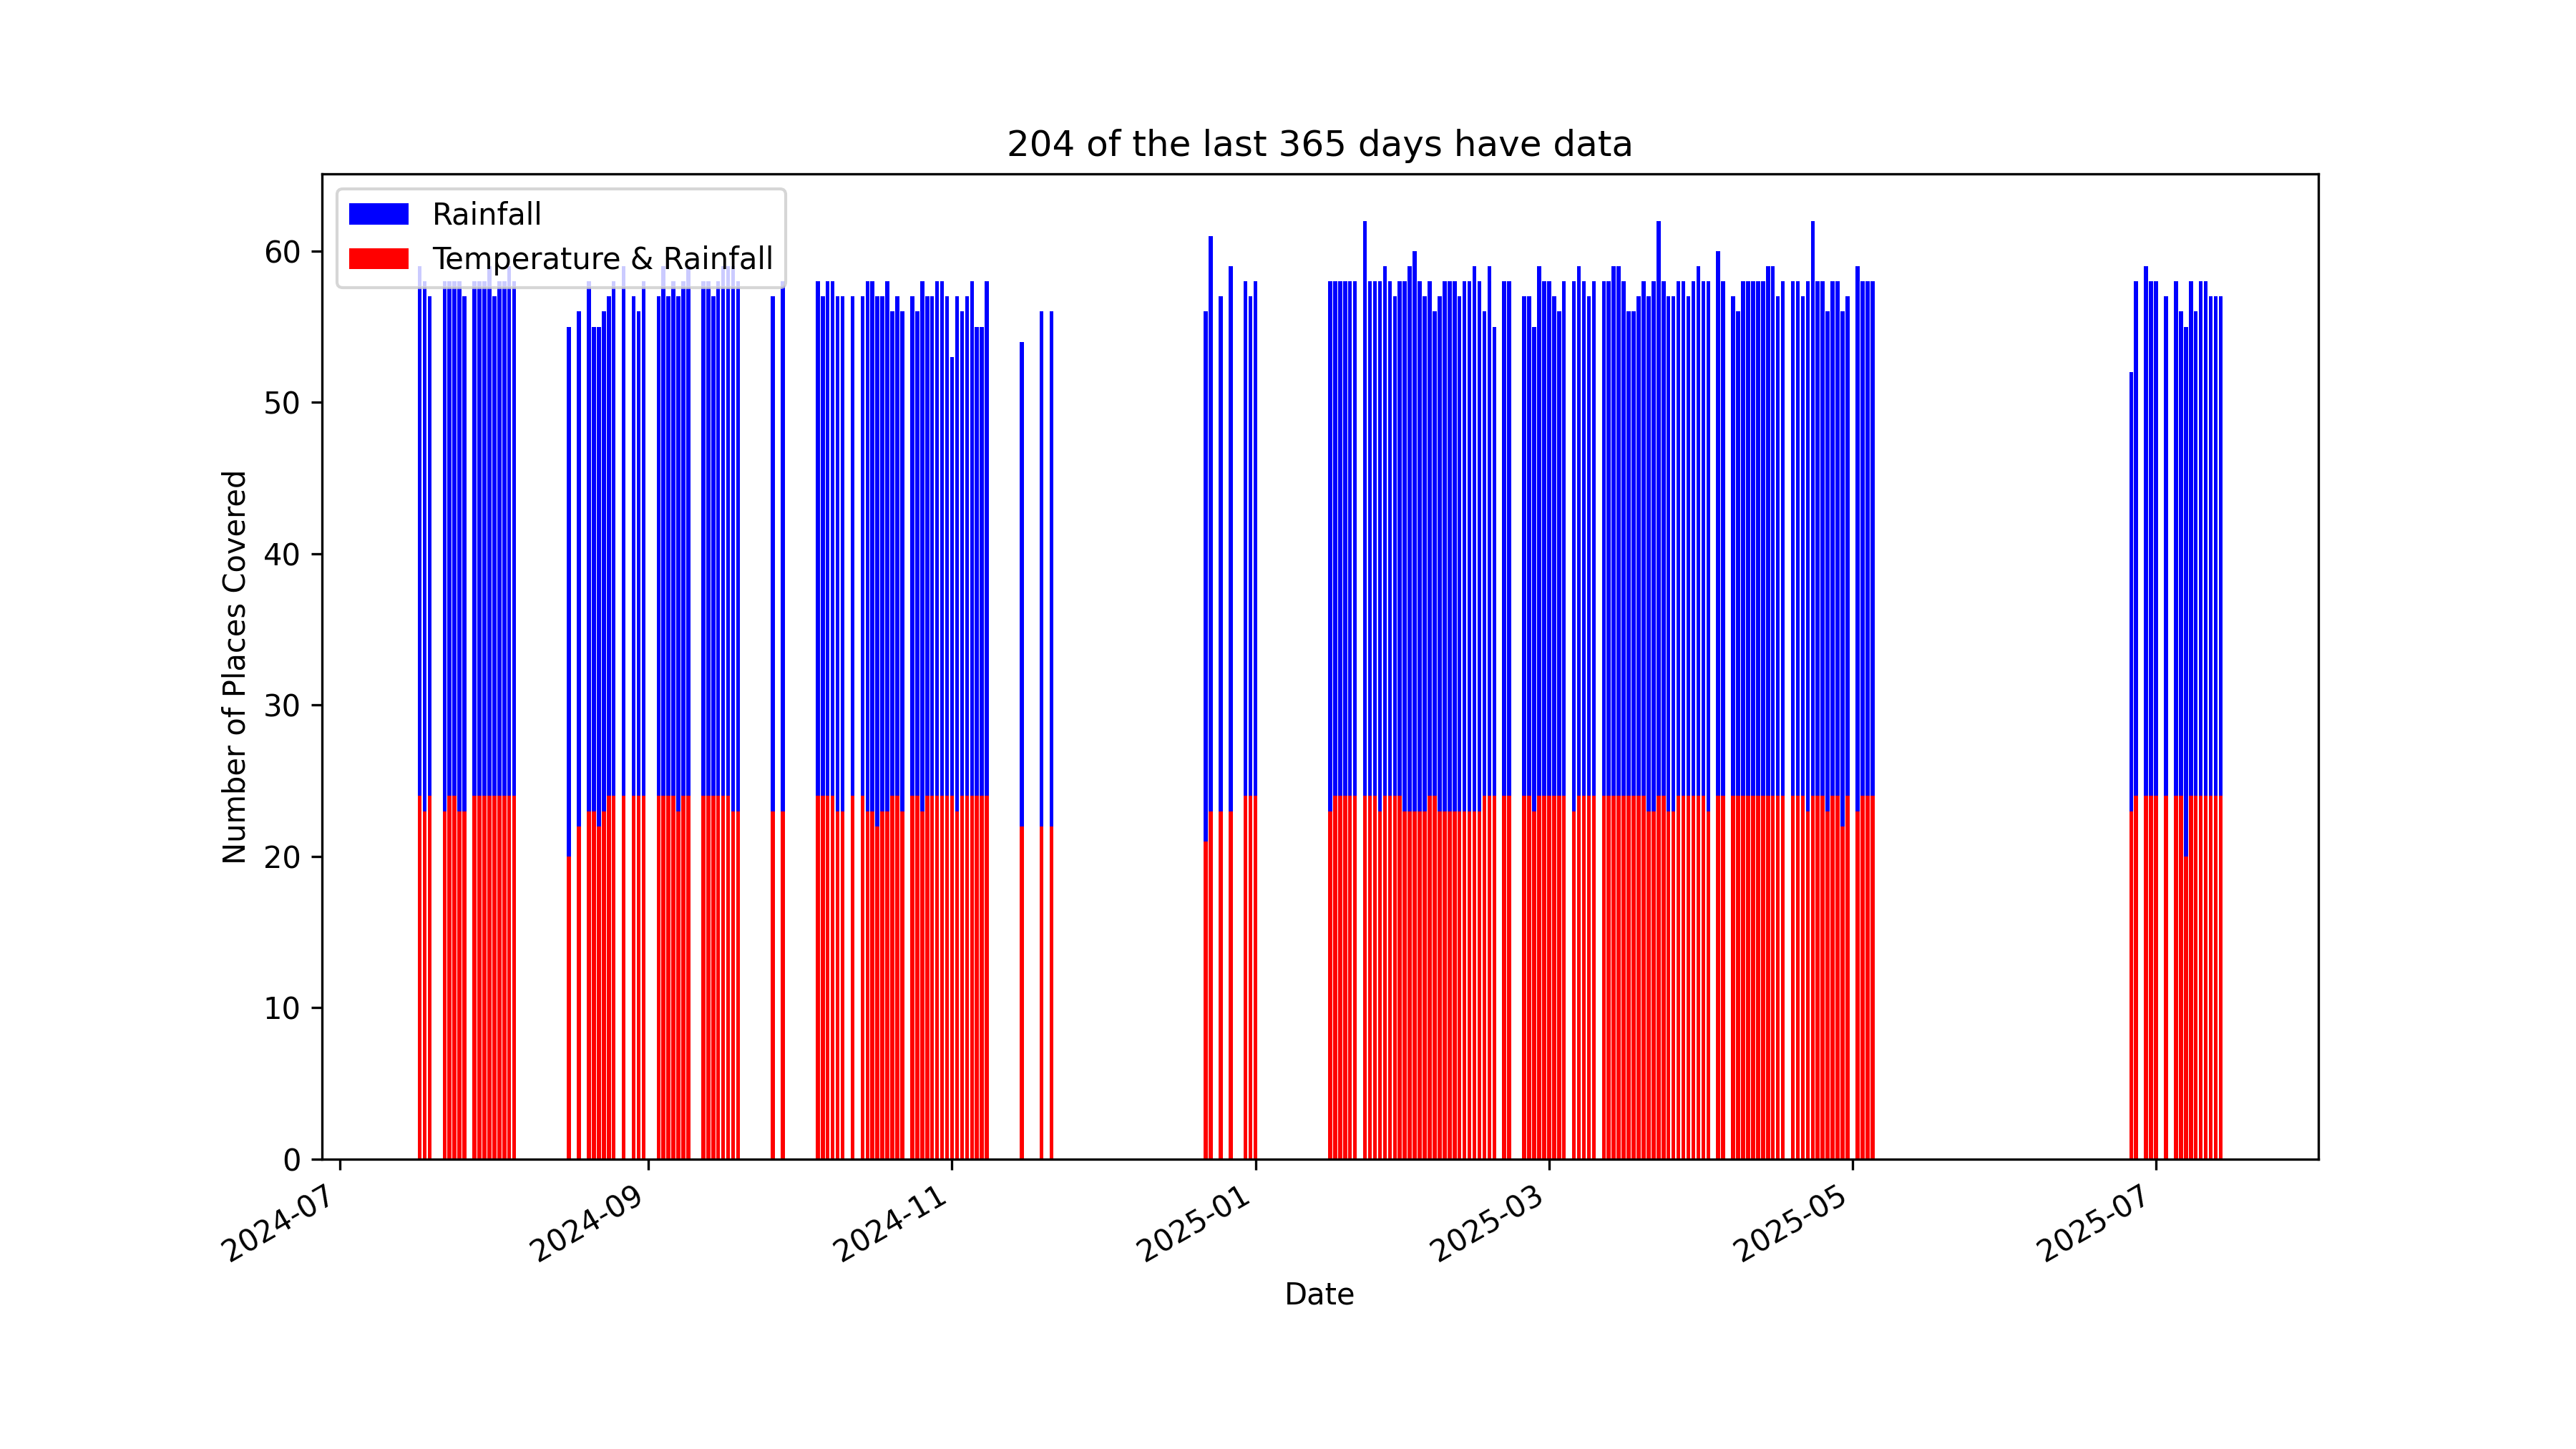 204 of the last 365 days have data
Rainfall
Temperature & Rainfall
Number of Places Covered
60
50
40
30
20
10
0
2024-07
2024-09
2024-11
2025-01
2025-03
2025-05
2025-07
Date